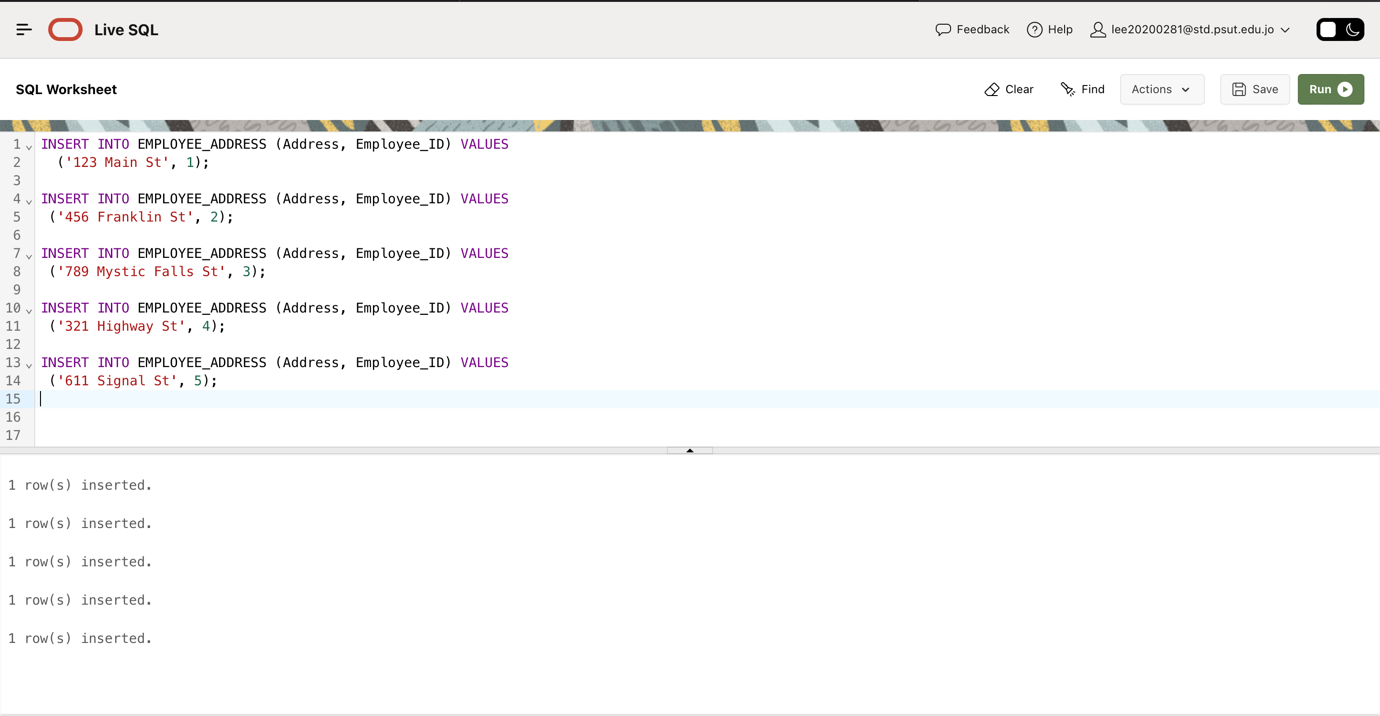 Live SQL
Feedback
Help
lee20200281@std.psut.edu.jo
SQL Worksheet
Clear
Find
Actions
Save
Run
1 INSERT INTO EMPLOYEE_ADDRESS (Address, Employee_ID) VALUES
2 ('123 Main St', 1);
3
4 INSERT INTO EMPLOYEE_ADDRESS (Address, Employee_ID) VALUES
5 ('456 Franklin St', 2);
6
7 INSERT INTO EMPLOYEE_ADDRESS (Address, Employee_ID) VALUES
8 ('789 Mystic Falls St', 3);
9
10 INSERT INTO EMPLOYEE_ADDRESS (Address, Employee_ID) VALUES
11 ('321 Highway St', 4);
12
13 INSERT INTO EMPLOYEE_ADDRESS (Address, Employee_ID) VALUES
14 ('611 Signal St', 5);
15
16
17
1 row(s) inserted.
1 row(s) inserted.
1 row(s) inserted.
1 row(s) inserted.
1 row(s) inserted.